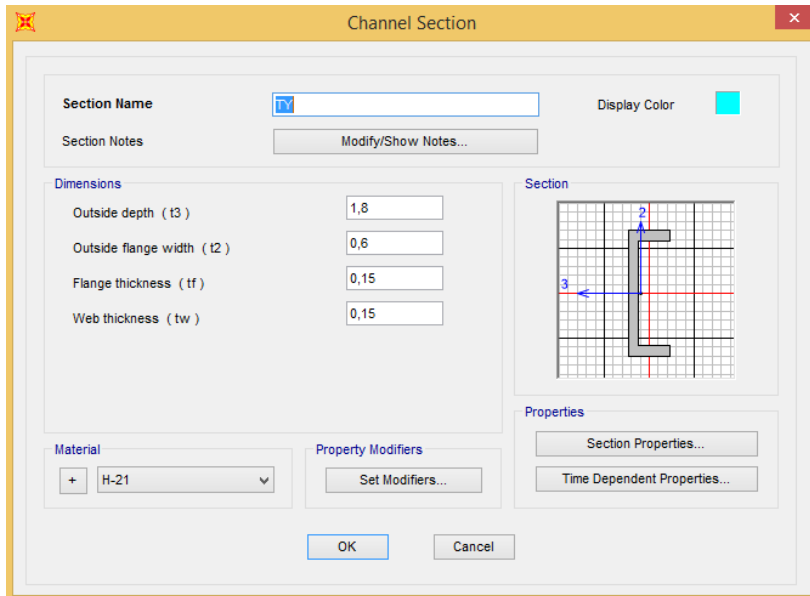 Channel Section
Section Name TY Display Color
Section Notes Modify/Show Notes...
Dimensions
Outside depth ( t3 ) 1,8
Outside flange width ( t2 ) 0,6
Flange thickness ( tf ) 0,15
Web thickness ( tw ) 0,15
Section
2
3
Properties
Section Properties...
Time Dependent Properties...
Material
+ H-21
Property Modifiers
Set Modifiers...
OK Cancel